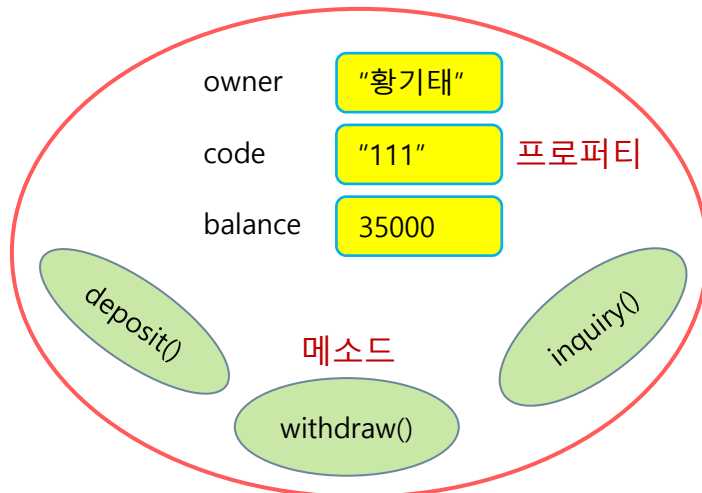 owner "황기태"
code "111" 프로퍼티
balance 35000
deposit()
메소드
inquiry()
withdraw()